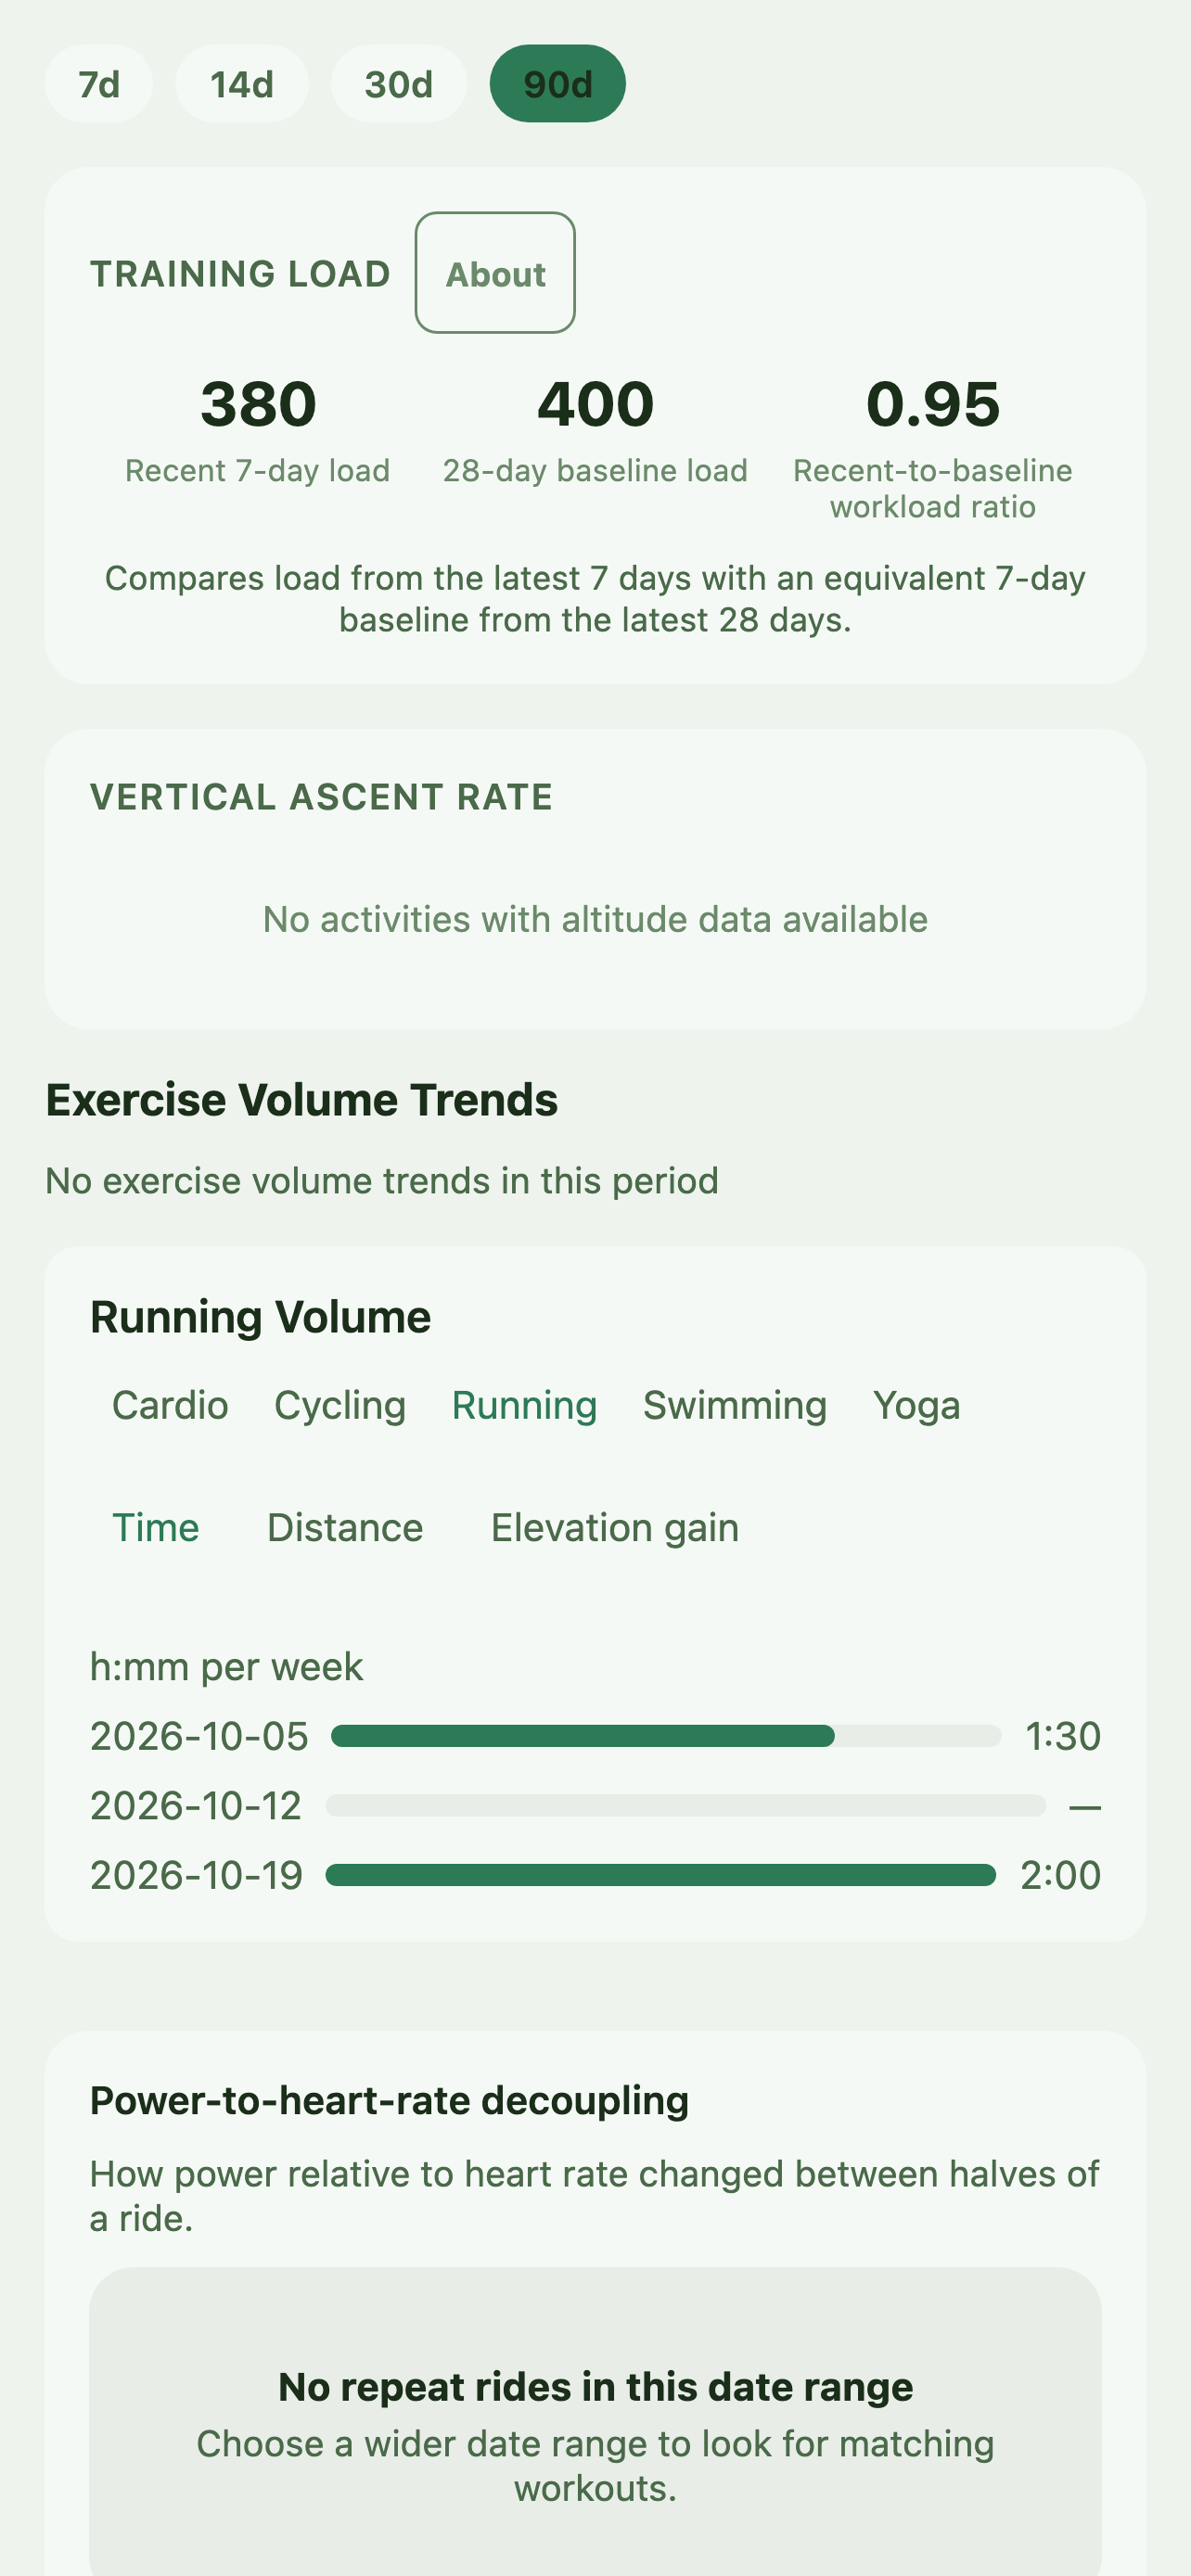 7d 14d 30d 90d
TRAINING LOAD About
380 400 0.95
Recent 7-day load 28-day baseline load Recent-to-baseline
workload ratio
Compares load from the latest 7 days with an equivalent 7-day
baseline from the latest 28 days.
VERTICAL ASCENT RATE
No activities with altitude data available
Exercise Volume Trends
No exercise volume trends in this period
Running Volume
Cardio Cycling Running Swimming Yoga
Time Distance Elevation gain
h:mm per week
2026-10-05 1:30
2026-10-12 —
2026-10-19 2:00
Power-to-heart-rate decoupling
How power relative to heart rate changed between halves of
a ride.
No repeat rides in this date range
Choose a wider date range to look for matching
workouts.